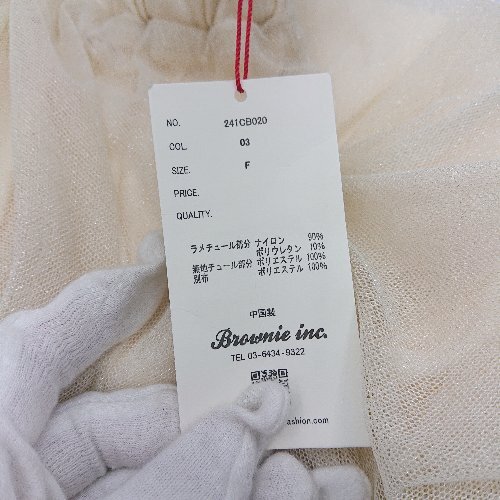 NO. 241CB020
COL. 03
SIZE. F
PRICE.
QUALITY.
ラメチュール部分 ナイロン 90%
ポリウレタン 10%
無地チュール部分 ポリエステル 100%
別布 ポリエステル 100%
中国製
Brownie inc.
TEL 03-6434-9322
ashion.com